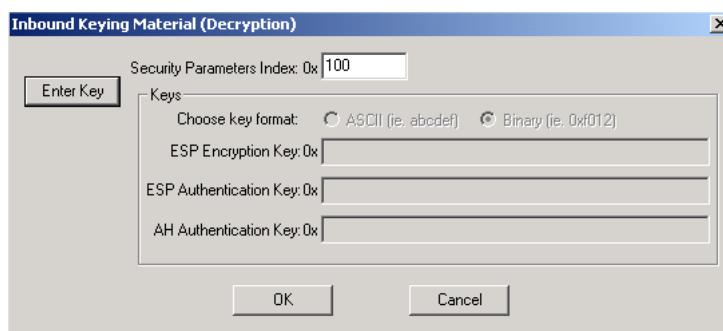 Inbound Keying Material (Decryption)
Security Parameters Index: 0x 100
Enter Key
Keys
Choose key format: ASCII (ie. abcdef) Binary (ie. 0xf012)
ESP Encryption Key: 0x
ESP Authentication Key: 0x
AH Authentication Key: 0x
OK Cancel